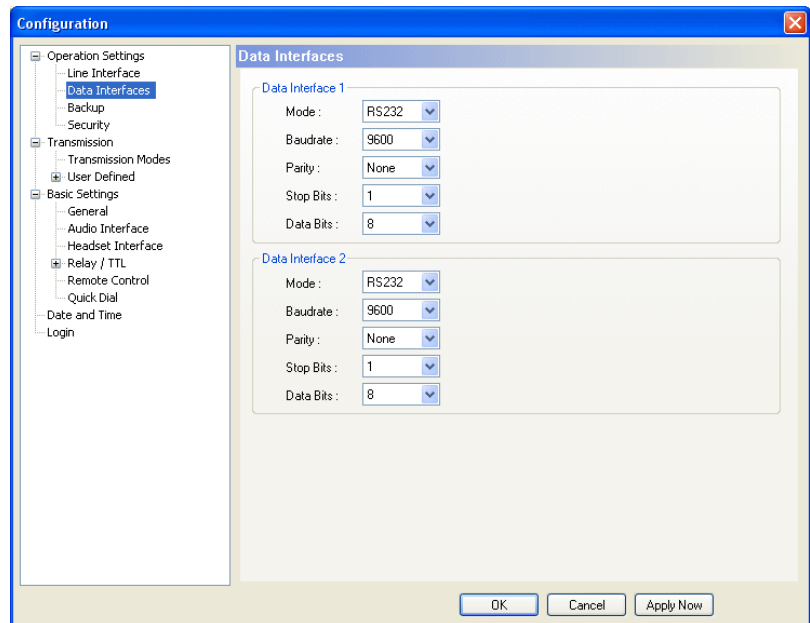 Configuration
Operation Settings
Line Interface
Data Interfaces
Backup
Security
Transmission
Transmission Modes
User Defined
Basic Settings
General
Audio Interface
Headset Interface
Relay / TTL
Remote Control
Quick Dial
Date and Time
Login
Data Interfaces
Data Interface 1
Mode : RS232
Baudrate : 9600
Parity : None
Stop Bits : 1
Data Bits : 8
Data Interface 2
Mode : RS232
Baudrate : 9600
Parity : None
Stop Bits : 1
Data Bits : 8
OK Cancel Apply Now